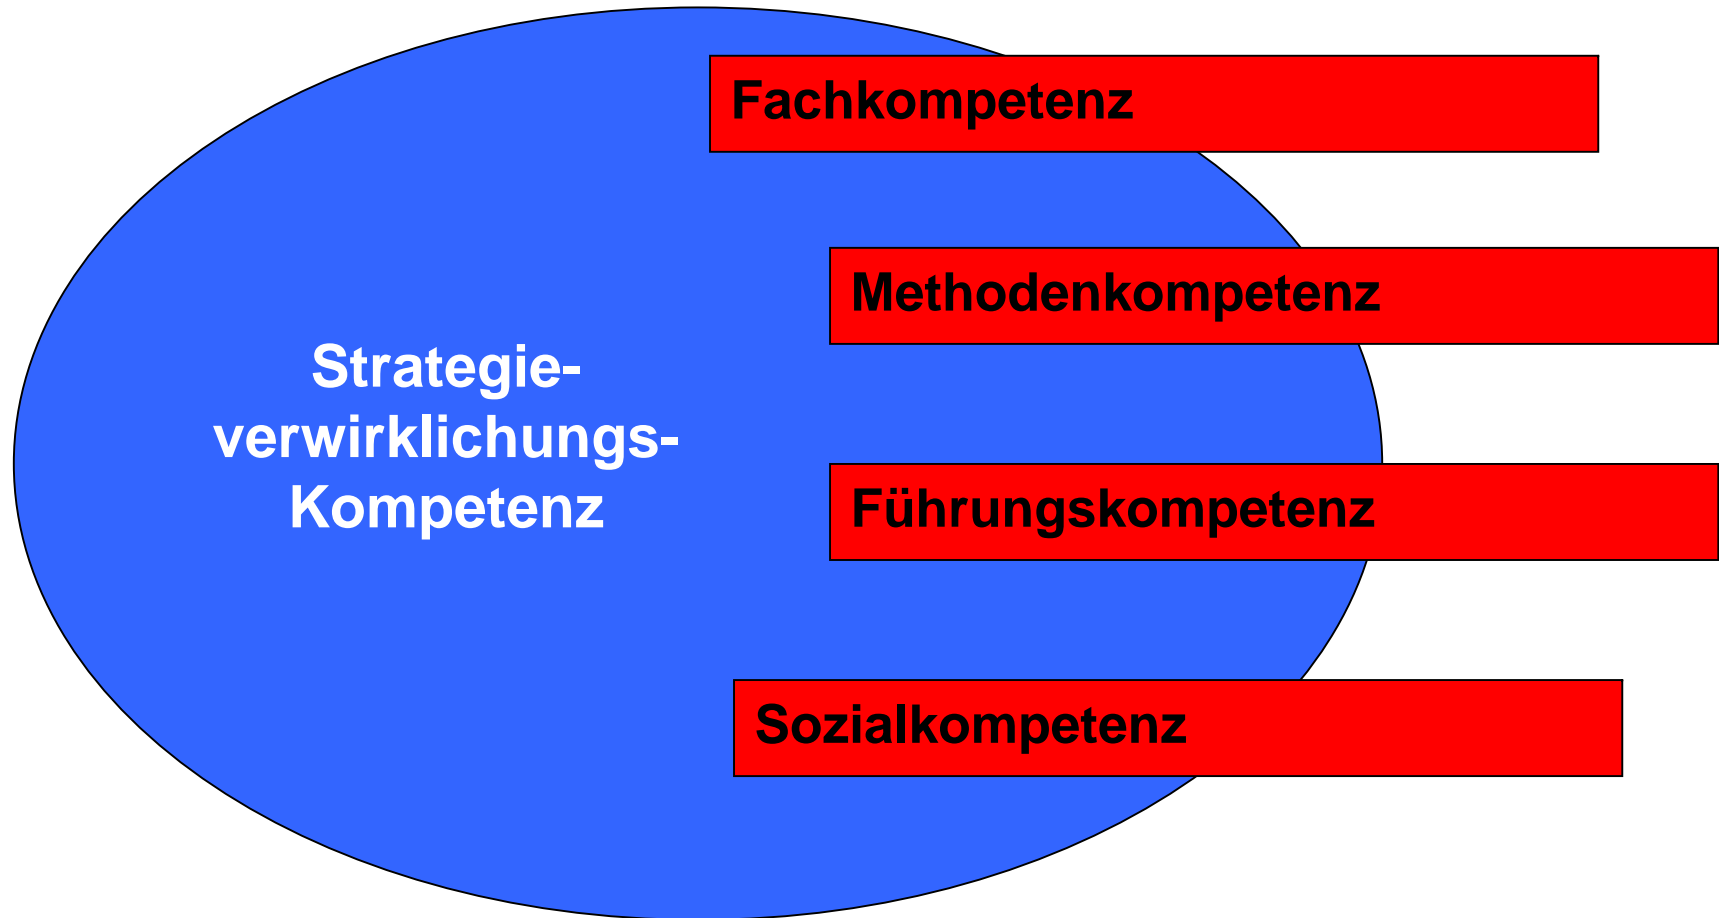 Fachkompetenz
Methodenkompetenz
Strategie-
verwirklichungs-
Kompetenz
Führungskompetenz
Sozialkompetenz